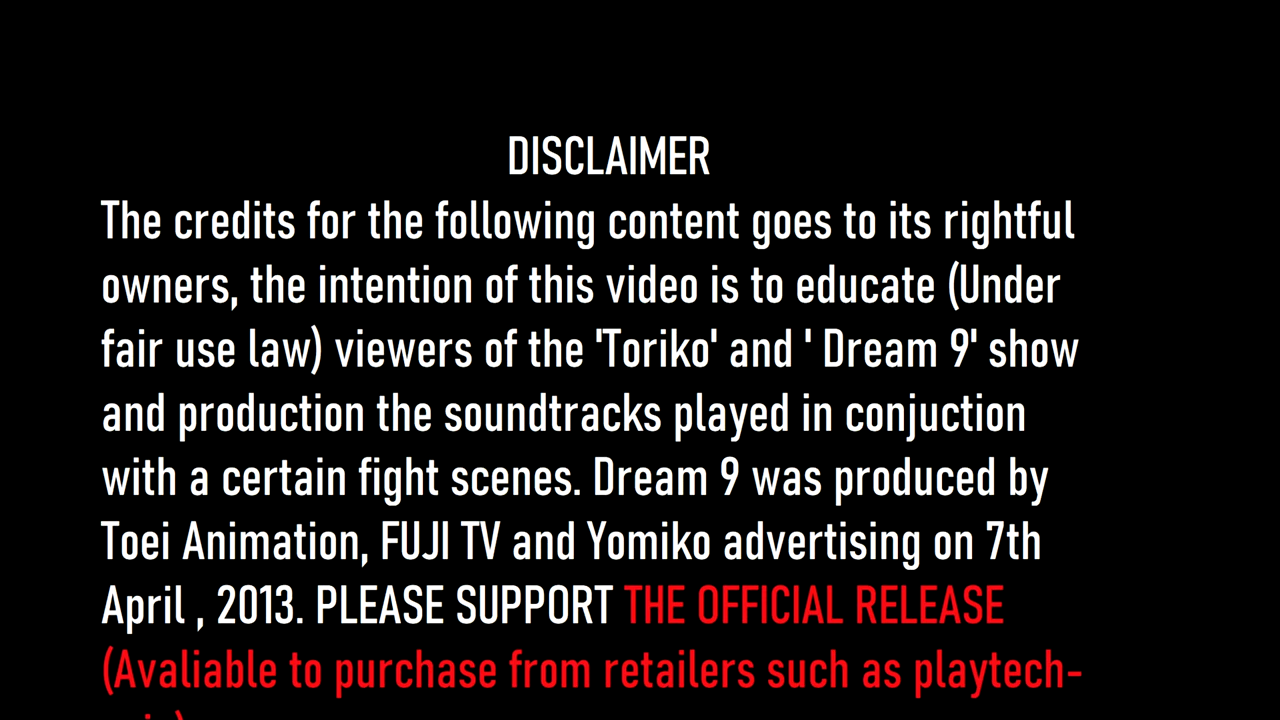 DISCLAIMER
The credits for the following content goes to its rightful
owners, the intention of this video is to educate (Under
fair use law) viewers of the 'Toriko' and ' Dream 9' show
and production the soundtracks played in conjuction
with a certain fight scenes. Dream 9 was produced by
Toei Animation, FUJI TV and Yomiko advertising on 7th
April , 2013. PLEASE SUPPORT THE OFFICIAL RELEASE
(Avaliable to purchase from retailers such as playtech-